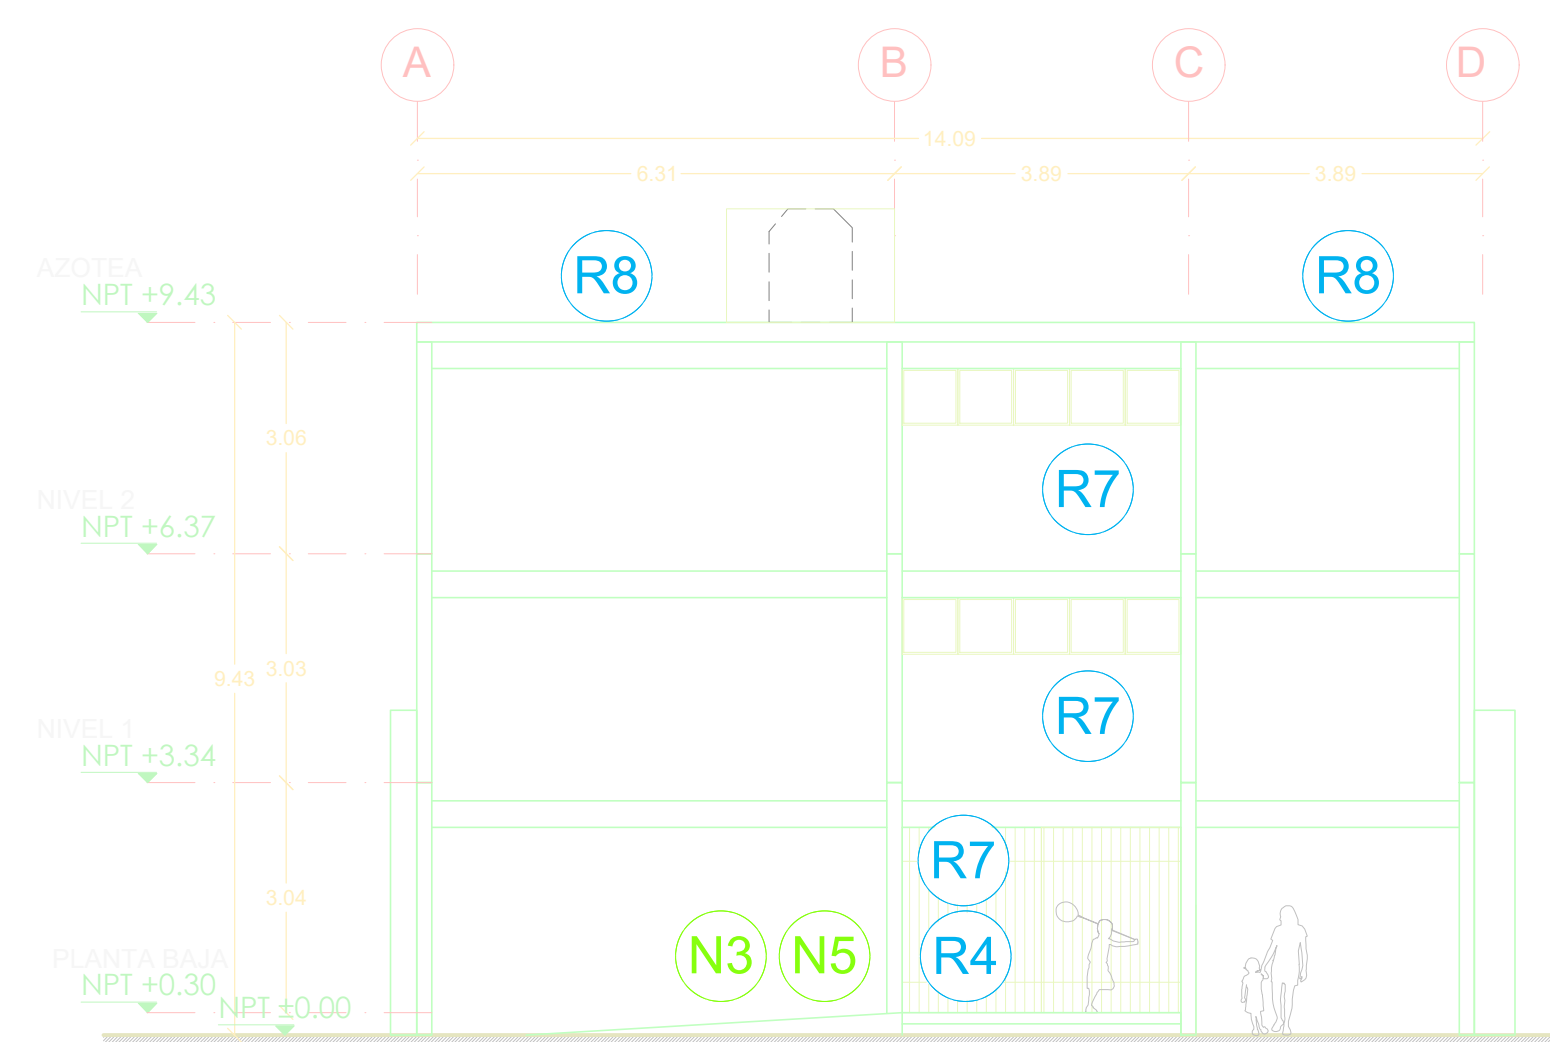 A B C D
14.09
6.31 3.89 3.89
R8 R8
AZOTEA
NPT +9.43
3.06
R7
NIVEL 2
NPT +6.37
9.43 3.03
R7
NIVEL 1
NPT +3.34
R7
3.04
N3 N5 R4
PLANTA BAJA
NPT +0.30
NPT ±0.00